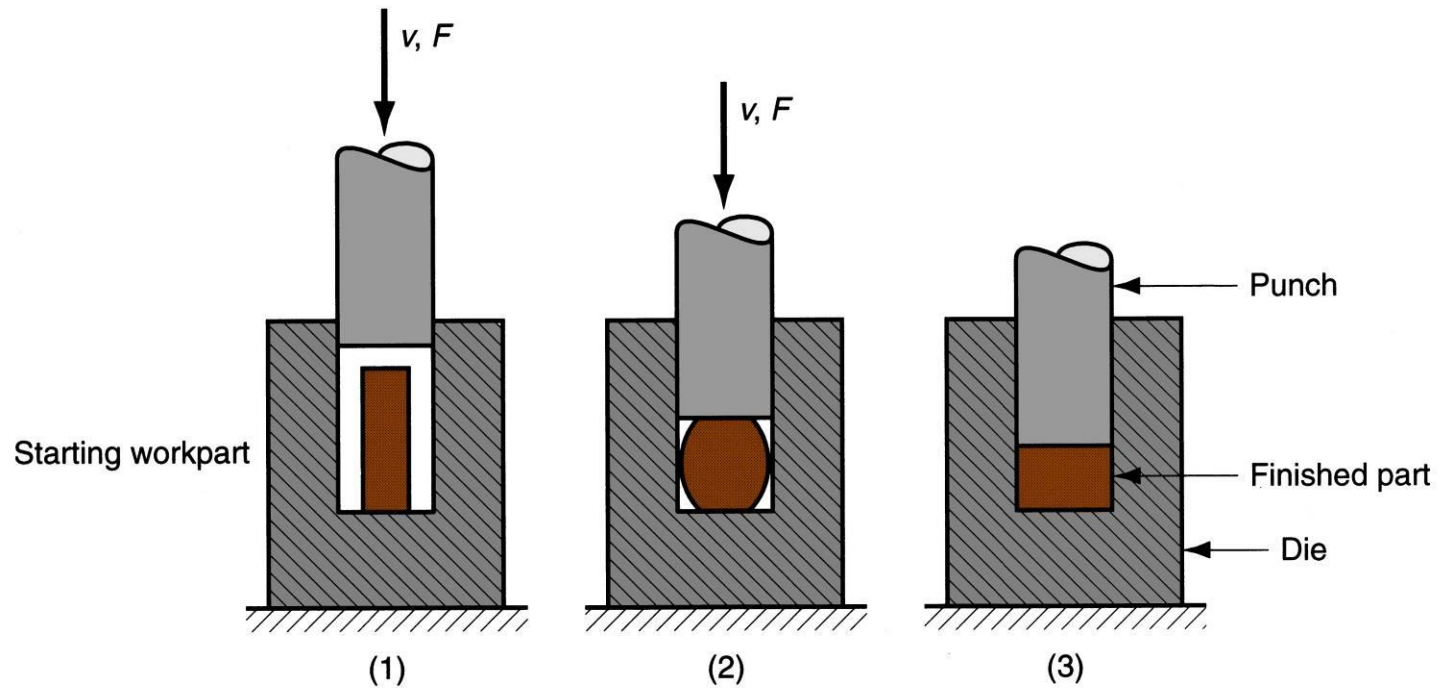 v, F
v, F
Punch
Starting workpart
Finished part
Die
(1)
(2)
(3)